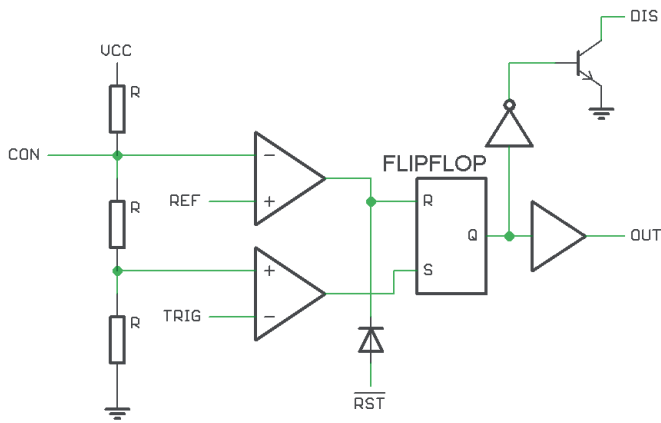 DIS
VCC
R
CON
FLIPFLOP
REF
R
R
Q
OUT
S
TRIG
R
RST